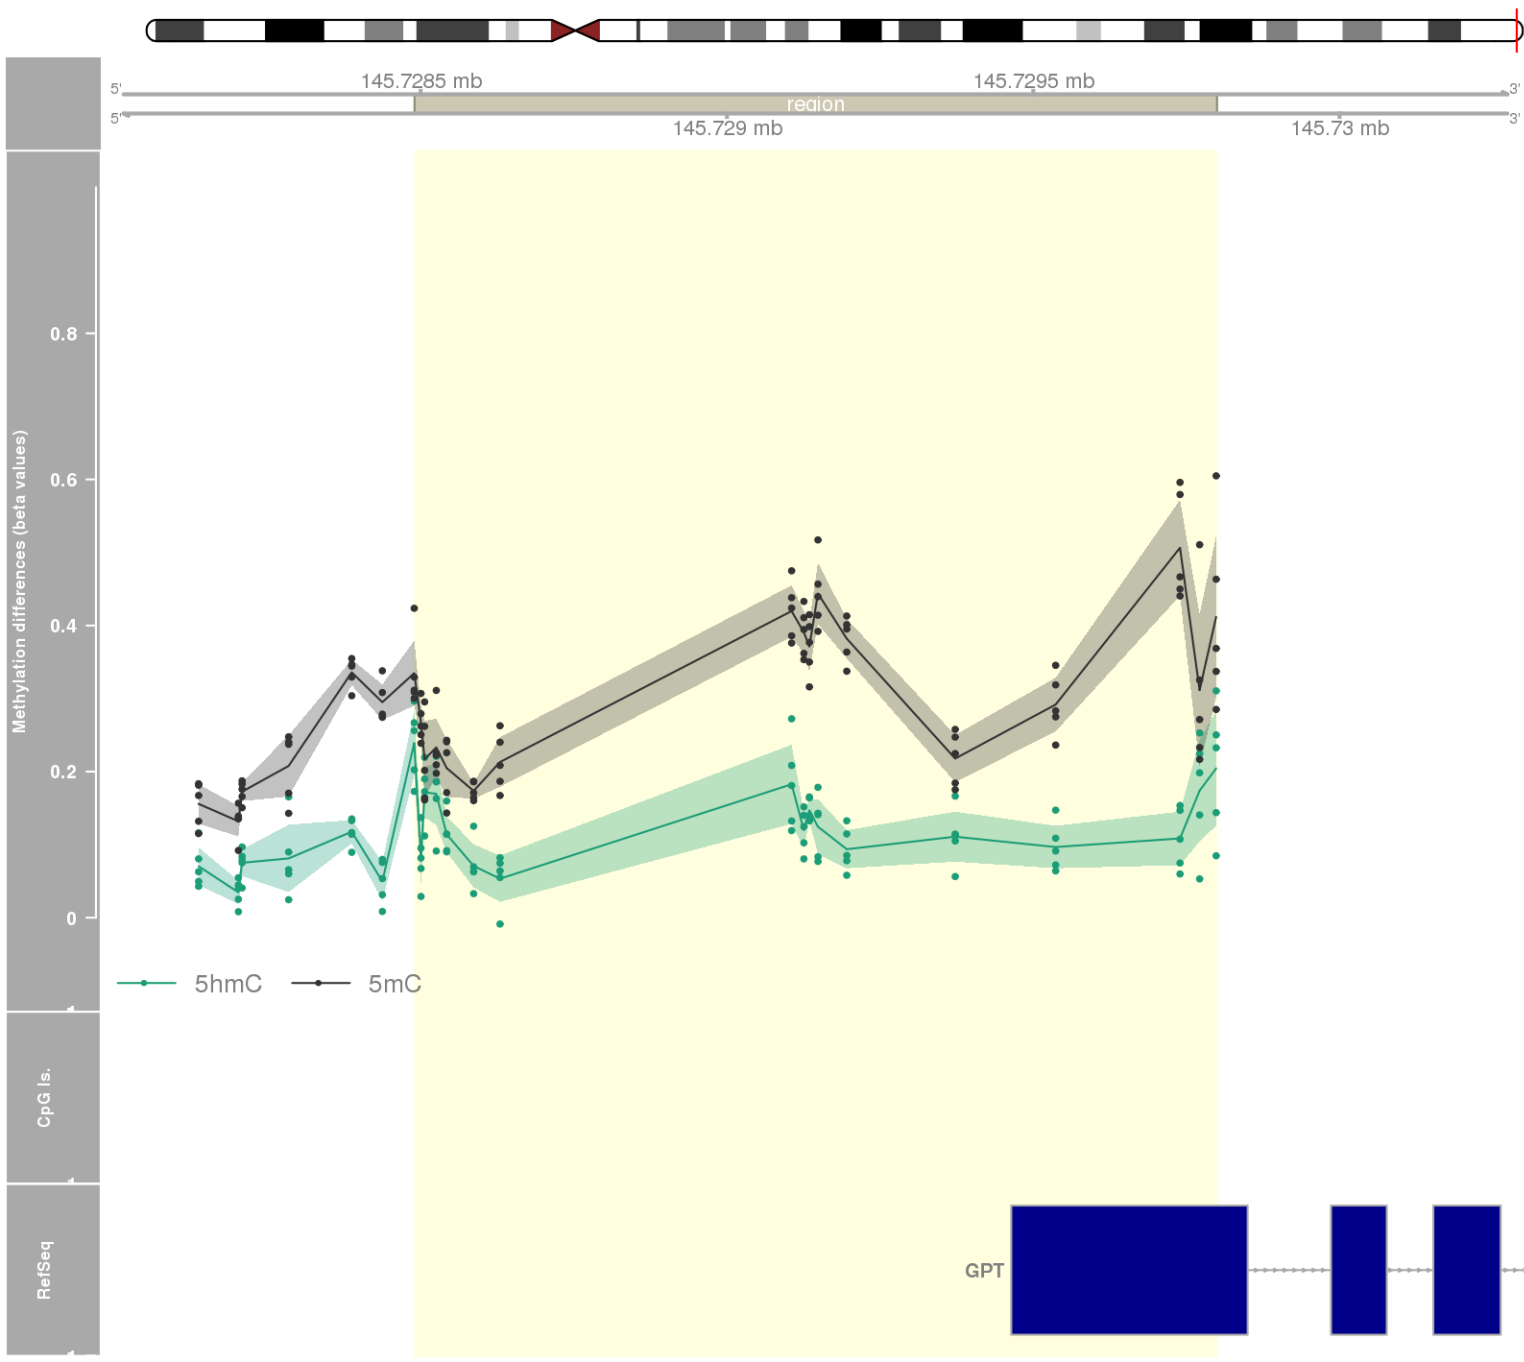 145.7285 mb
145.7295 mb
5'
3'
region
5'
3'
145.729 mb
145.73 mb
Methylation differences (beta values)
0.8
0.6
0.4
0.2
0
5hmC
5mC
CpG Is.
RefSeq
GPT